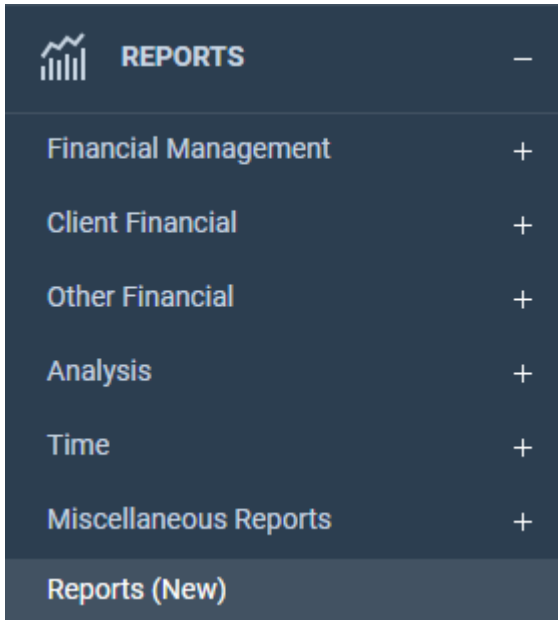 REPORTS −
Financial Management +
Client Financial +
Other Financial +
Analysis +
Time +
Miscellaneous Reports +
Reports (New)